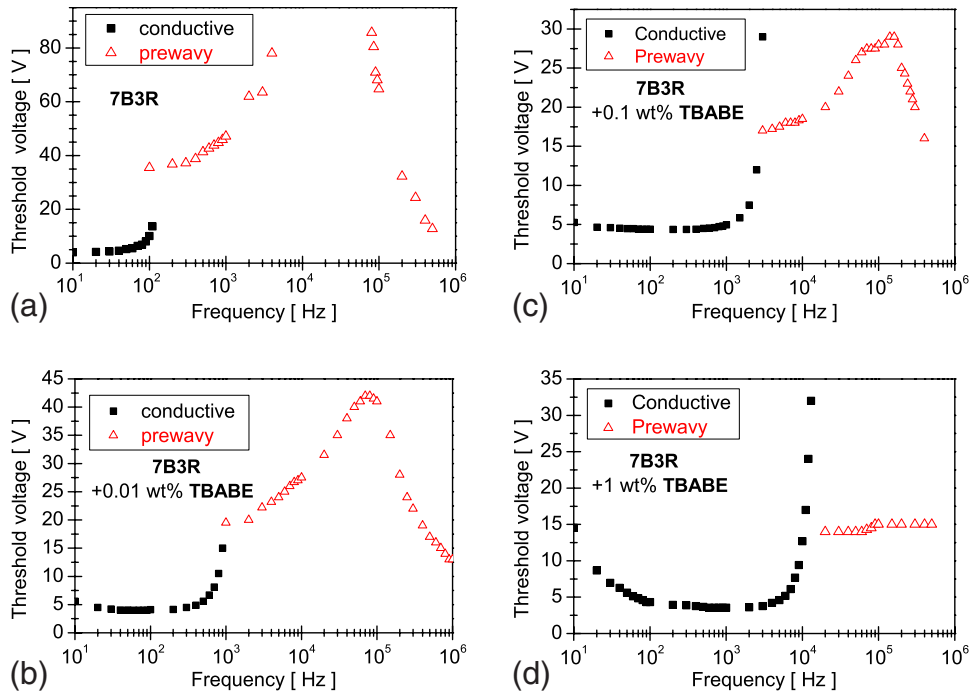 (a)
conductive
prewavy
7B3R
80
60
40
20
0
10^1 10^2 10^3 10^4 10^5 10^6
Threshold voltage [ V]
Frequency [ Hz ]
(c)
Conductive
Prewavy
7B3R
+0.1 wt% TBABE
30
25
20
15
10
5
0
10^1 10^2 10^3 10^4 10^5 10^6
Threshold voltage [ V ]
Frequency [ Hz ]
(b)
conductive
prewavy
7B3R
+0.01 wt% TBABE
45
40
35
30
25
20
15
10
5
0
10^1 10^2 10^3 10^4 10^5 10^6
Threshold voltage [ V ]
Frequency [ Hz ]
(d)
Conductive
Prewavy
7B3R
+1 wt% TBABE
35
30
25
20
15
10
5
0
10^1 10^2 10^3 10^4 10^5 10^6
Threshold voltage [ V ]
Frequency [ Hz ]